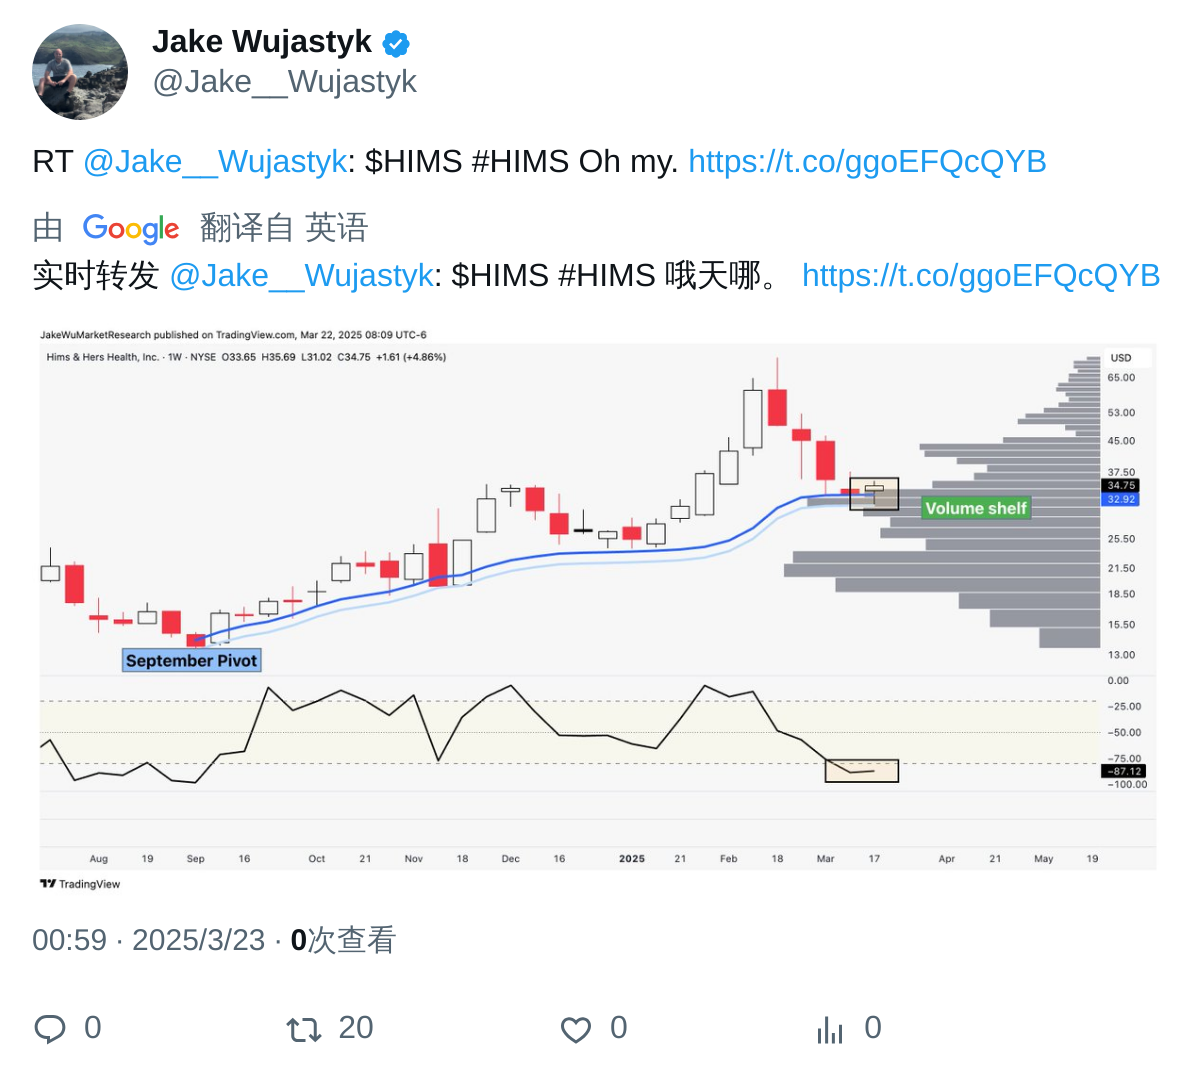 Jake Wujastyk
@Jake__Wujastyk
RT @Jake__Wujastyk: $HIMS #HIMS Oh my. https://t.co/ggoEFQcQYB
由 Google 翻译自 英语
实时转发 @Jake__Wujastyk: $HIMS #HIMS 哦天哪。 https://t.co/ggoEFQcQYB
JakeWuMarketResearch published on TradingView.com, Mar 22, 2025 08:09 UTC-6
Hims & Hers Health, Inc. · 1W · NYSE O33.65 H35.69 L31.02 C34.75 +1.61 (+4.86%)
USD
65.00
53.00
45.00
37.50
34.75
32.92
Volume shelf
25.50
21.50
18.50
15.50
13.00
September Pivot
0.00
−25.00
−50.00
−75.00
−87.12
−100.00
Aug 19 Sep 16 Oct 21 Nov 18 Dec 16 2025 21 Feb 18 Mar 17 Apr 21 May 19
TradingView
00:59 · 2025/3/23 · 0次查看
0 20 0 0